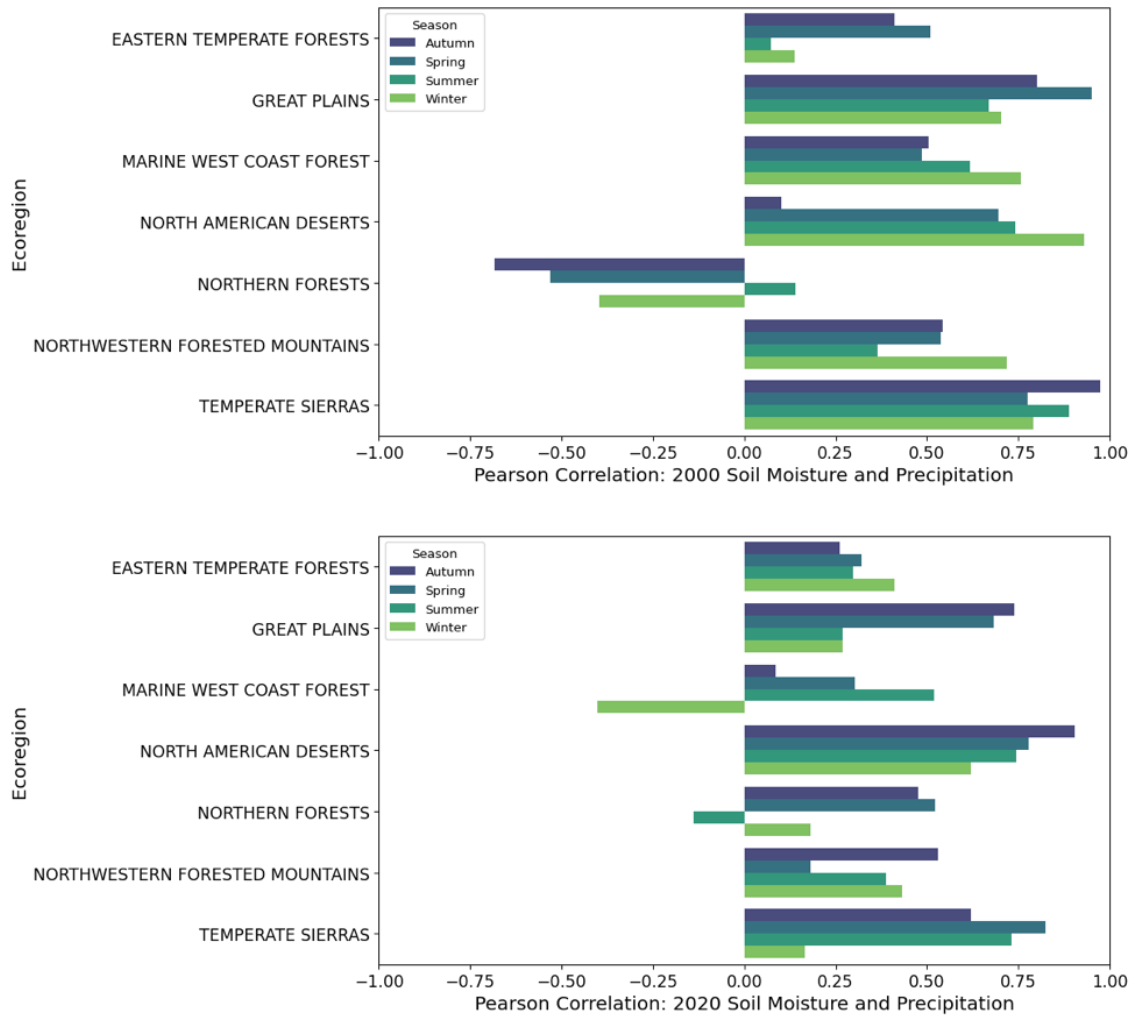 Season
Autumn
Spring
Summer
Winter
EASTERN TEMPERATE FORESTS
GREAT PLAINS
MARINE WEST COAST FOREST
NORTH AMERICAN DESERTS
NORTHERN FORESTS
NORTHWESTERN FORESTED MOUNTAINS
TEMPERATE SIERRAS
Ecoregion
−1.00 −0.75 −0.50 −0.25 0.00 0.25 0.50 0.75 1.00
Pearson Correlation: 2000 Soil Moisture and Precipitation
Season
Autumn
Spring
Summer
Winter
EASTERN TEMPERATE FORESTS
GREAT PLAINS
MARINE WEST COAST FOREST
NORTH AMERICAN DESERTS
NORTHERN FORESTS
NORTHWESTERN FORESTED MOUNTAINS
TEMPERATE SIERRAS
Ecoregion
−1.00 −0.75 −0.50 −0.25 0.00 0.25 0.50 0.75 1.00
Pearson Correlation: 2020 Soil Moisture and Precipitation